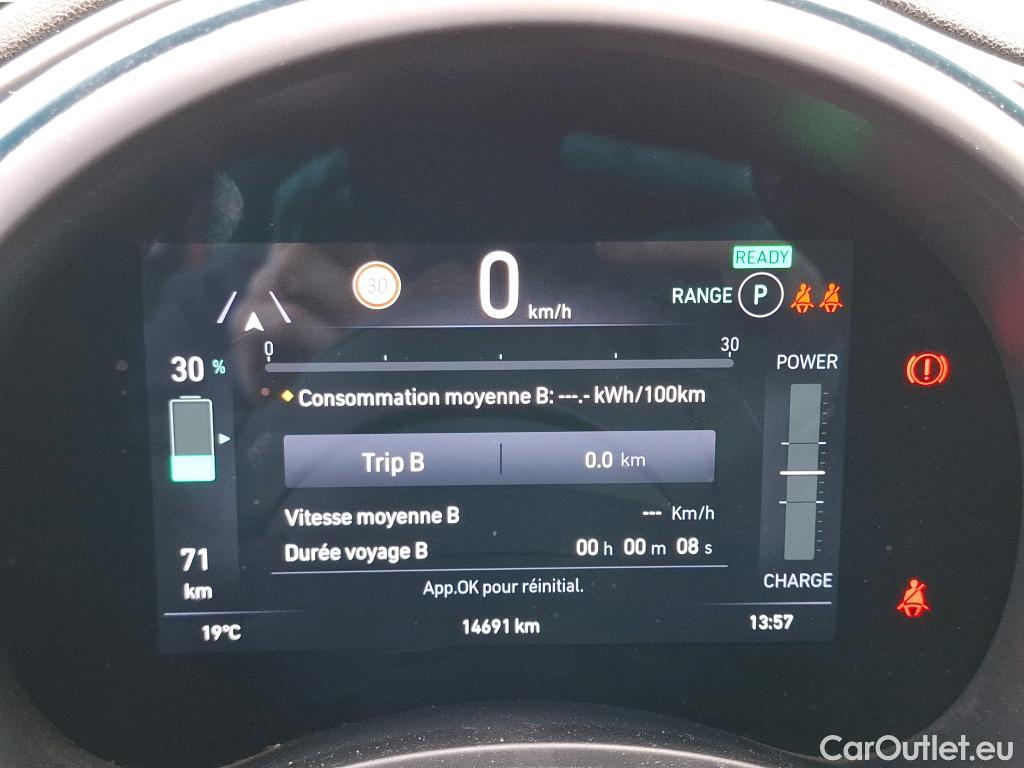 READY
30
0
km/h
RANGE P
30 %
0
30
POWER
Consommation moyenne B: ---.- kWh/100km
Trip B
0.0 km
Vitesse moyenne B
--- Km/h
Durée voyage B
00 h 00 m 08 s
71
km
App.OK pour réinitial.
CHARGE
19°C
14691 km
13:57
CarOutlet.eu